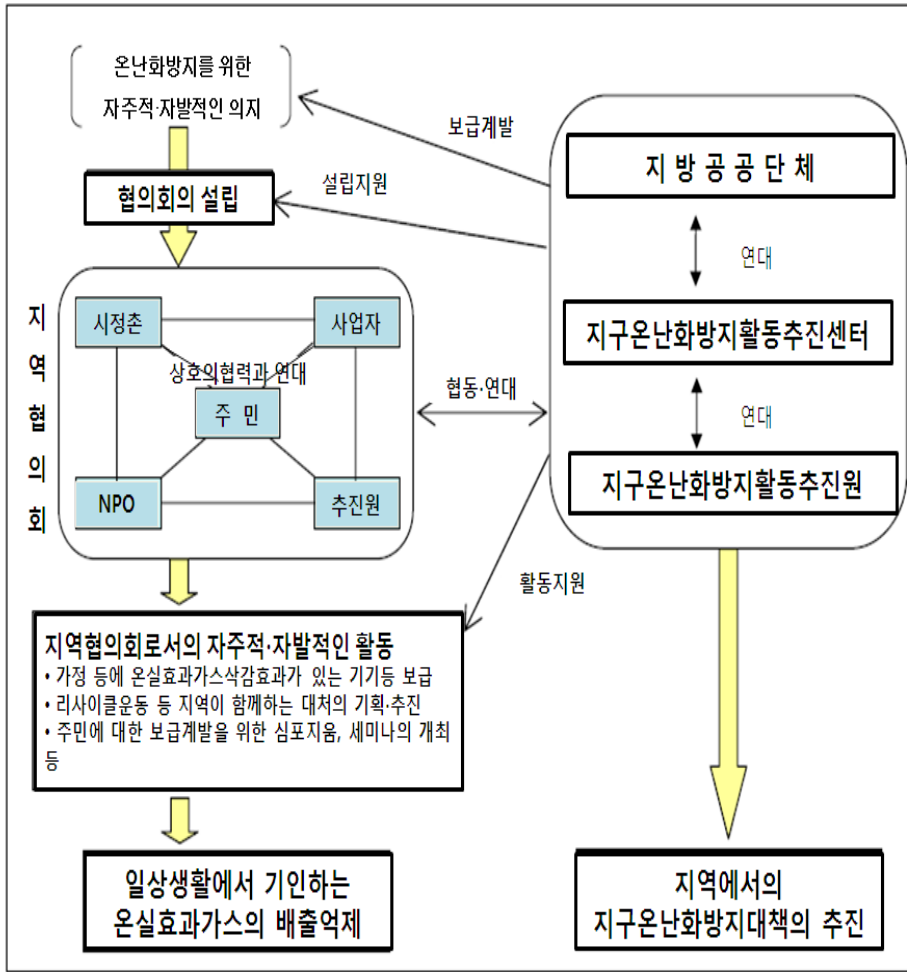 온난화방지를 위한
자주적·자발적인 의지
보급계발
지 방 공 공 단 체
설립지원
협의회의 설립
연대
지역협의회
시정촌
사업자
지구온난화방지활동추진센터
상호의협력과 연대
주 민
협동·연대
연대
NPO
추진원
지구온난화방지활동추진원
활동지원
지역협의회로서의 자주적·자발적인 활동
• 가정 등에 온실효과가스삭감효과가 있는 기기등 보급
• 리사이클운동 등 지역이 함께하는 대처의 기획·추진
• 주민에 대한 보급계발을 위한 심포지움, 세미나의 개최
등
일상생활에서 기인하는
온실효과가스의 배출억제
지역에서의
지구온난화방지대책의 추진